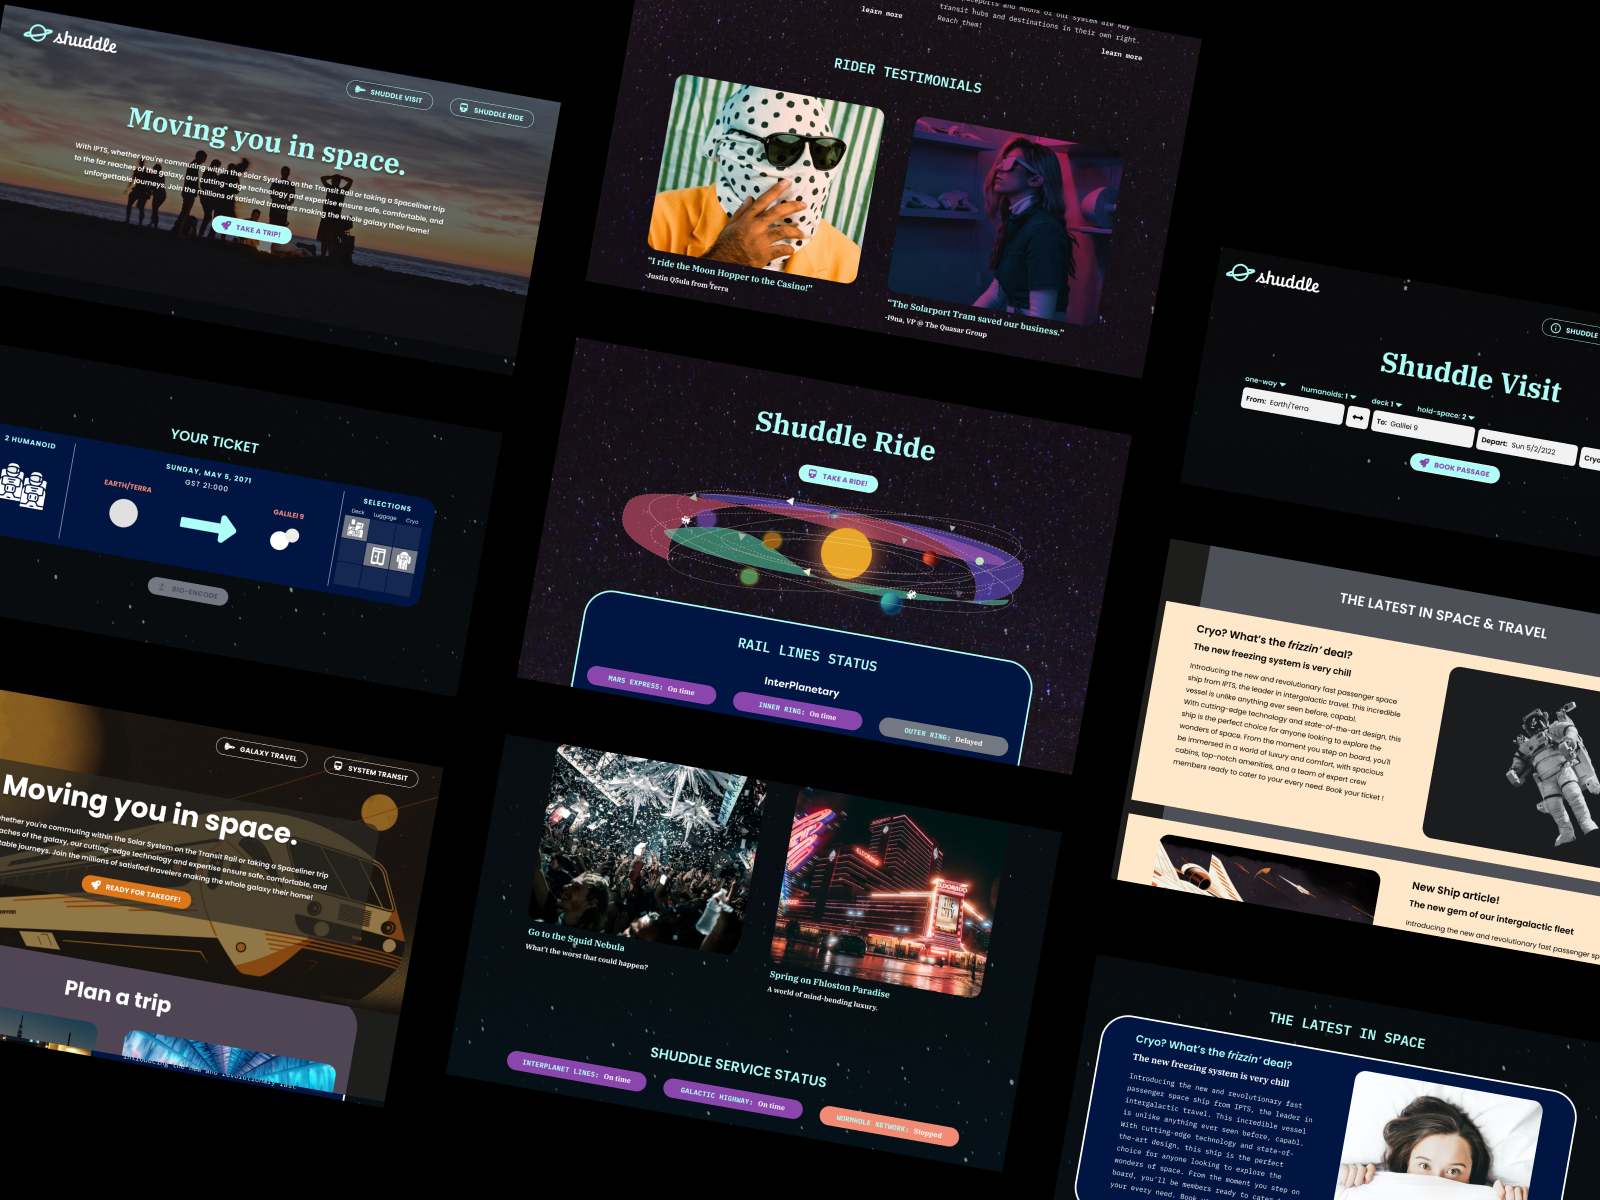 shuddle
SHUDDLE VISIT
SHUDDLE RIDE
Moving you in space.
With IPTS, whether you're commuting within the Solar System on the Transit Rail or taking a Spaceliner trip
to the far reaches of the galaxy, our cutting-edge technology and expertise ensure safe, comfortable, and
unforgettable journeys. Join the millions of satisfied travelers making the whole galaxy their home!
TAKE A TRIP!
YOUR TICKET
2 HUMANOID
SUNDAY, MAY 5, 2071
GST 21:000
EARTH/TERRA
GALILEI 9
SELECTIONS
Deck
Luggage
Cryo
BIO-ENCODE
GALAXY TRAVEL
SYSTEM TRANSIT
Moving you in space.
hether you're commuting within the Solar System on the Transit Rail or taking a Spaceliner trip
aches of the galaxy, our cutting-edge technology and expertise ensure safe, comfortable, and
table journeys. Join the millions of satisfied travelers making the whole galaxy their home!
READY FOR TAKEOFF!
Plan a trip
learn more
and Moons of our system are key
transit hubs and destinations in their own right.
Reach them!
learn more
RIDER TESTIMONIALS
“I ride the Moon Hopper to the Casino!”
-Justin Q5ula from Terra
“The Solarport Tram saved our business.”
-I9na, VP @ The Quasar Group
Shuddle Ride
TAKE A RIDE!
RAIL LINES STATUS
InterPlanetary
MARS EXPRESS: On time
INNER RING: On time
OUTER RING: Delayed
ELDORADO
Go to the Squid Nebula
What't the worst that could happen?
Spring on Fhloston Paradise
A world of mind-bending luxury.
SHUDDLE SERVICE STATUS
INTERPLANET LINES: On time
GALACTIC HIGHWAY: On time
WORMHOLE NETWORK: Stopped
shuddle
SHUDDLE
Shuddle Visit
one-way
humanoids: 1
deck 1
hold-space: 2
From: Earth/Terra
To: Galilei 9
Depart: Sun 5/2/2122
Cryo
BOOK PASSAGE
THE LATEST IN SPACE & TRAVEL
Cryo? What's the frizzin' deal?
The new freezing system is very chill
Introducing the new and revolutionary fast passenger space
ship from IPTS, the leader in intergalactic travel. This incredible
vessel is unlike anything ever seen before, capabl.
With cutting-edge technology and state-of-the-art design, this
ship is the perfect choice for anyone looking to explore the
wonders of space. From the moment you step on board, you'll
be immersed in a world of luxury and comfort, with spacious
cabins, top-notch amenities, and a team of expert crew
members ready to cater to your every need. Book your ticket !
New Ship article!
The new gem of our intergalactic fleet
Introducing the new and revolutionary fast passenger sp
THE LATEST IN SPACE
Cryo? What's the frizzin' deal?
The new freezing system is very chill
Introducing the new and revolutionary fast
passenger space ship from IPTS, the leader in
intergalactic travel. This incredible vessel
is unlike anything ever seen before, capabl.
With cutting-edge technology and state-of-
the-art design, this ship is the perfect
choice for anyone looking to explore the
wonders of space. From the moment you step on
board, you'll be members ready to cater
your every need. Book